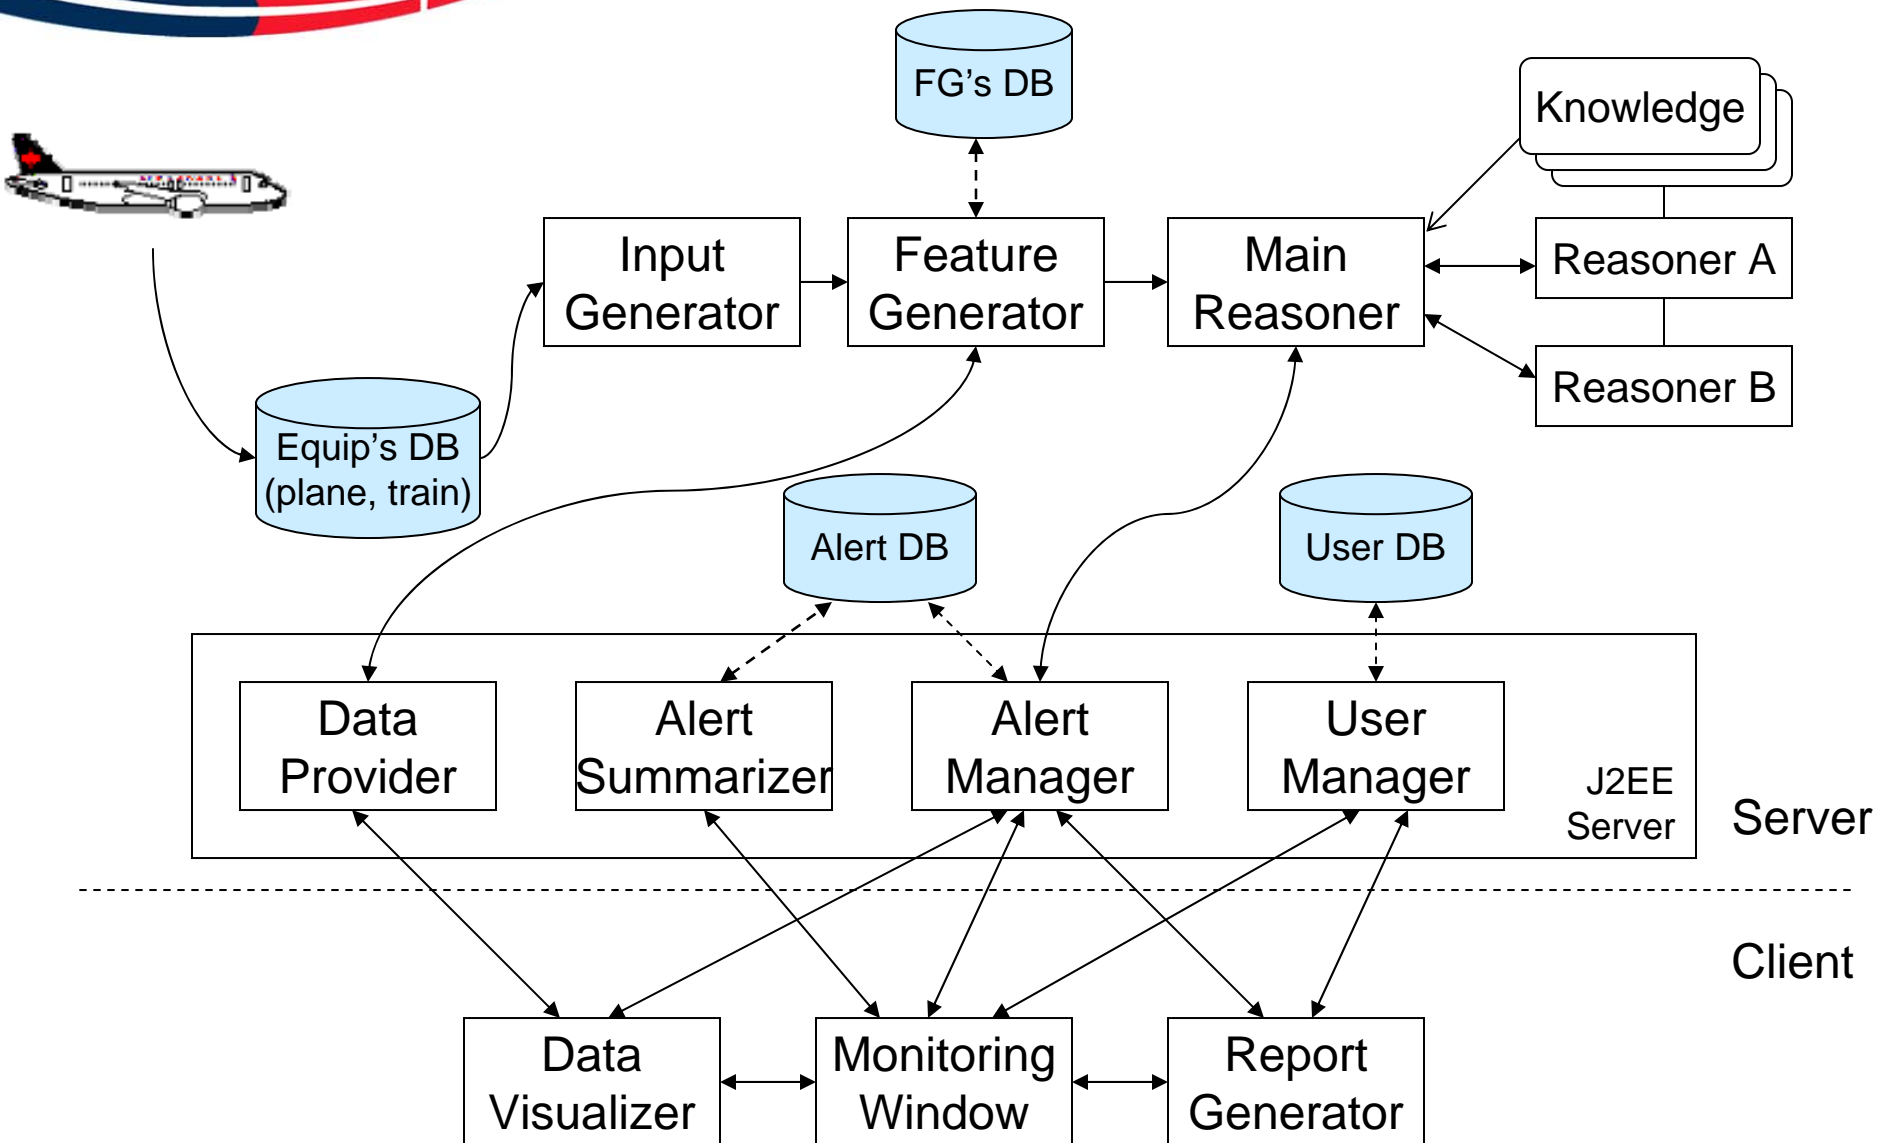 FG's DB
Knowledge
Input
Generator
Feature
Generator
Main
Reasoner
Reasoner A
Reasoner B
Equip's DB
(plane, train)
Alert DB
User DB
Data
Provider
Alert
Summarizer
Alert
Manager
User
Manager
J2EE
Server
Server
Client
Data
Visualizer
Monitoring
Window
Report
Generator